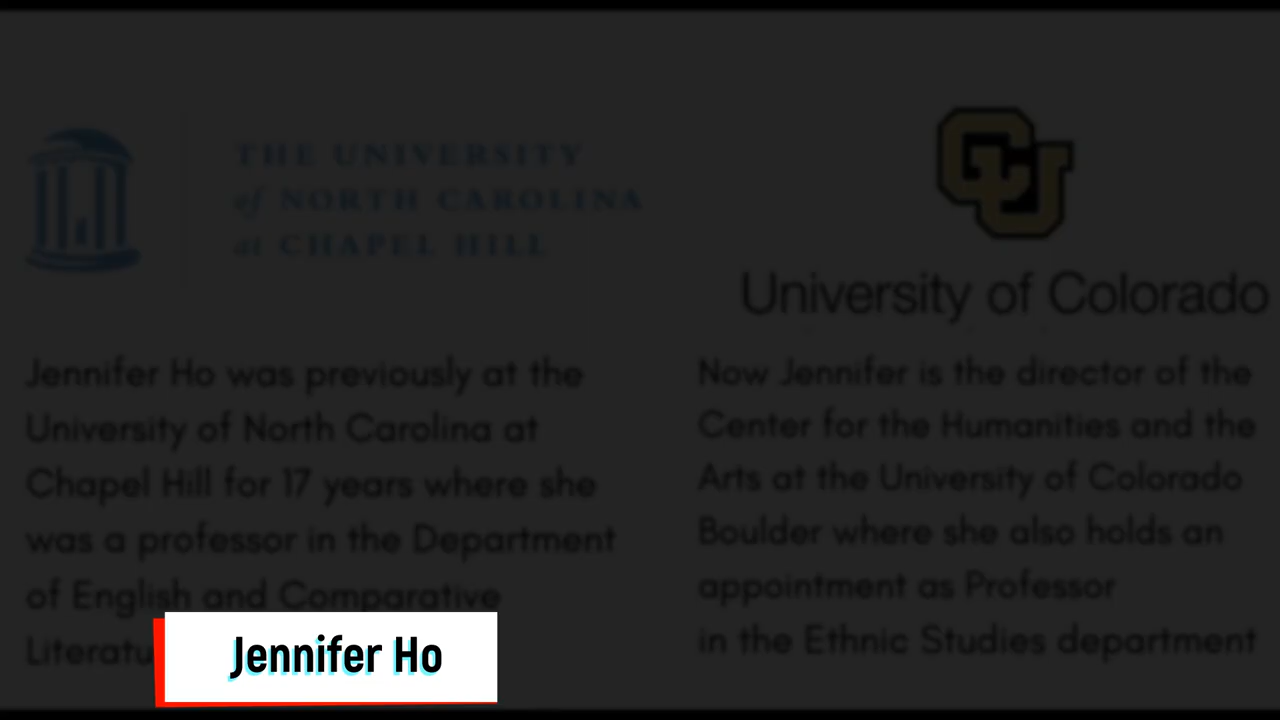 THE UNIVERSITY
of NORTH CAROLINA
at CHAPEL HILL
Jennifer Ho was previously at the
University of North Carolina at
Chapel Hill for 17 years where she
was a professor in the Department
of English and Comparative
Literatu
CU
University of Colorado
Now Jennifer is the director of the
Center for the Humanities and the
Arts at the University of Colorado
Boulder where she also holds an
appointment as Professor
in the Ethnic Studies department
Jennifer Ho